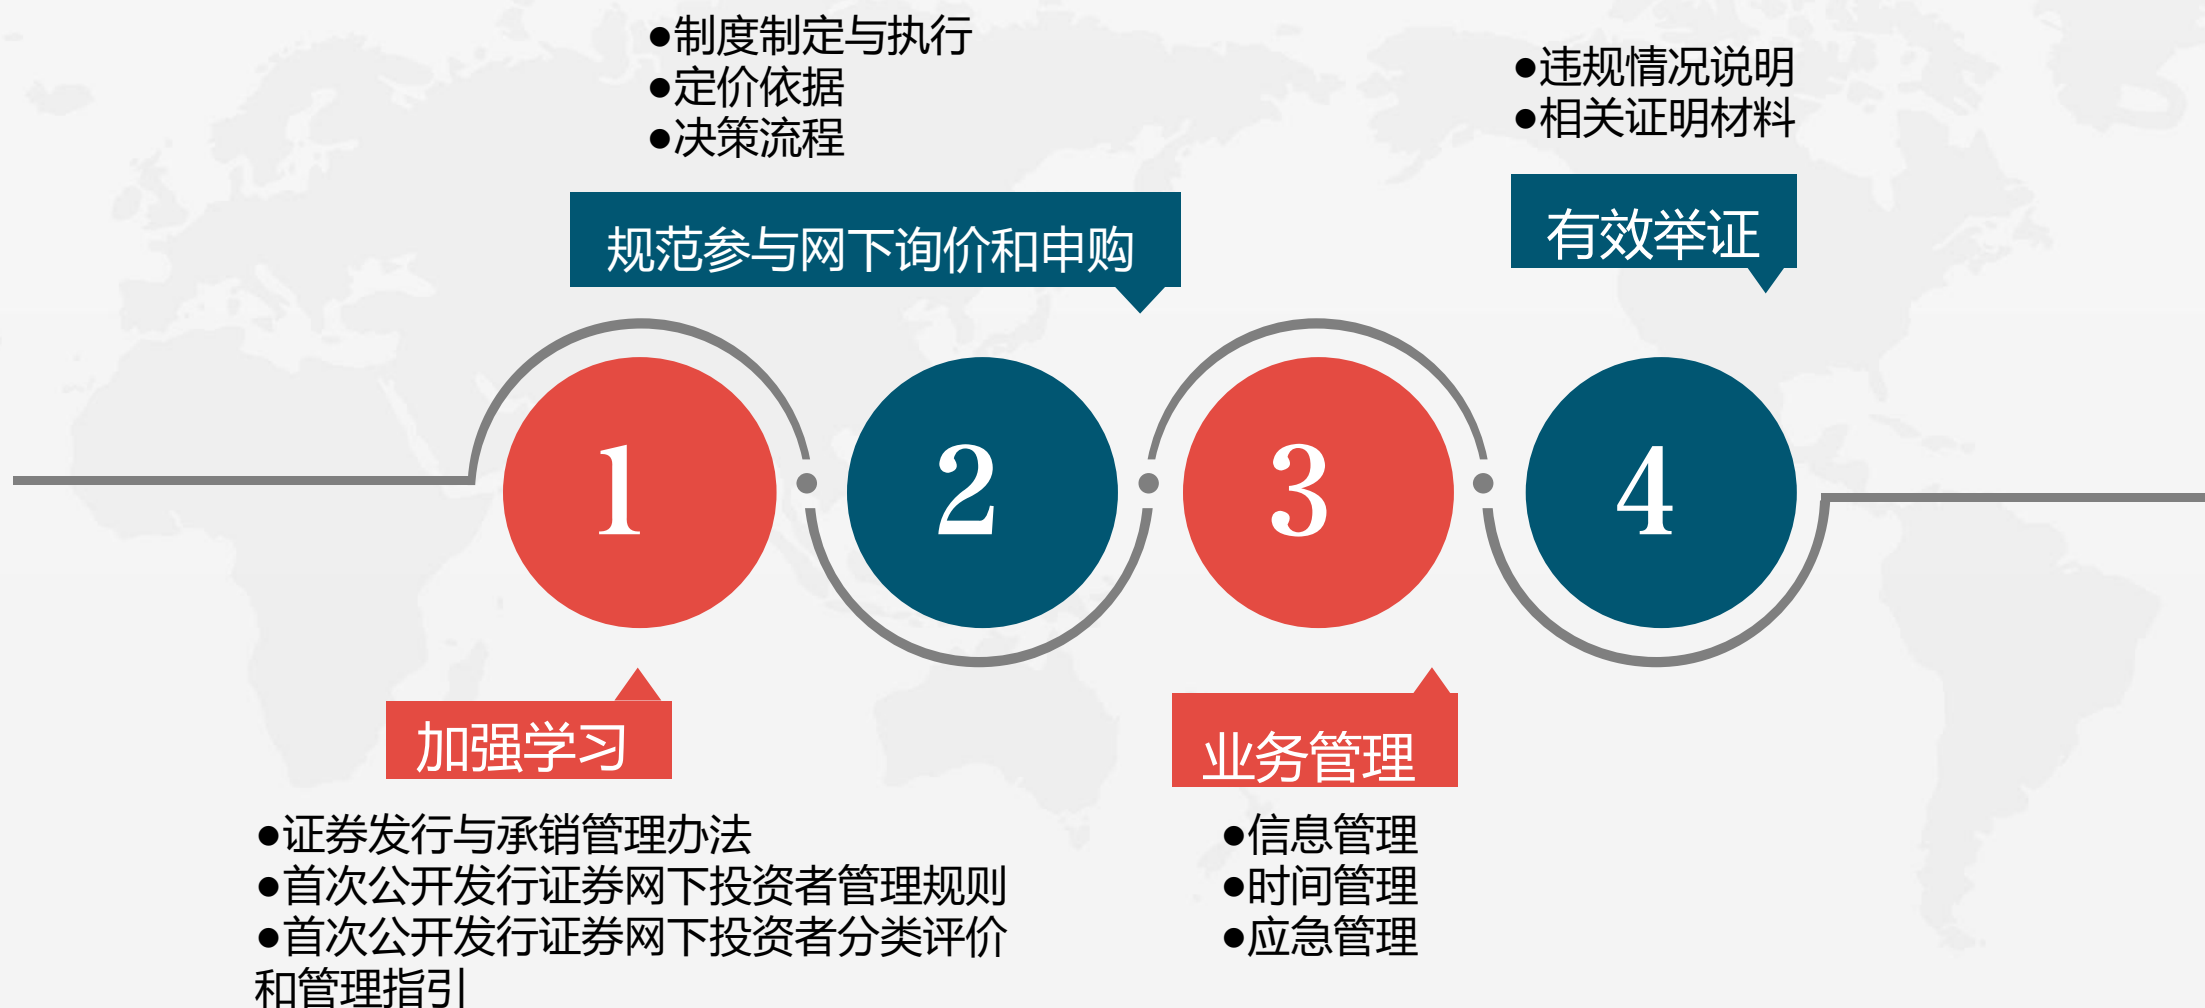 ●制度制定与执行
●定价依据
●决策流程
●违规情况说明
●相关证明材料
规范参与网下询价和申购
有效举证
1
2
3
4
加强学习
业务管理
●证券发行与承销管理办法
●首次公开发行证券网下投资者管理规则
●首次公开发行证券网下投资者分类评价
和管理指引
●信息管理
●时间管理
●应急管理